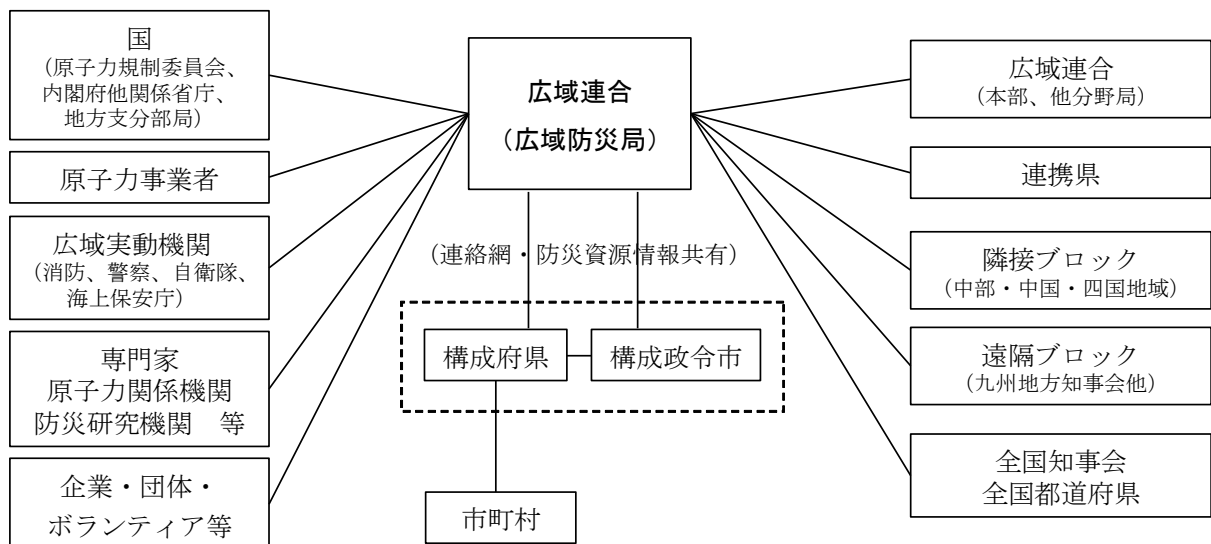 国
（原子力規制委員会、
内閣府他関係省庁、
地方支分部局）
原子力事業者
広域実動機関
（消防、警察、自衛隊、
海上保安庁）
専門家
原子力関係機関
防災研究機関　等
企業・団体・
ボランティア等
広域連合
（広域防災局）
（連絡網・防災資源情報共有）
構成府県
構成政令市
市町村
広域連合
（本部、他分野局）
連携県
隣接ブロック
（中部・中国・四国地域）
遠隔ブロック
（九州地方知事会他）
全国知事会
全国都道府県